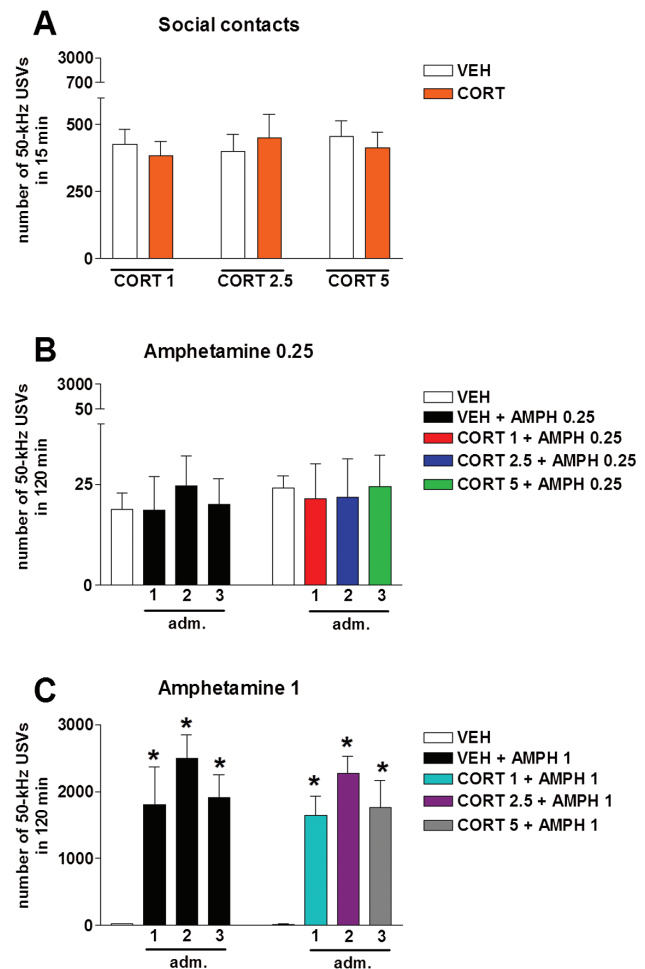 A
Social contacts
number of 50-kHz USVs
in 15 min
3000
700
500
250
0
CORT 1
CORT 2.5
CORT 5
VEH
CORT
B
Amphetamine 0.25
number of 50-kHz USVs
in 120 min
3000
50
25
0
1 2 3
adm.
1 2 3
adm.
VEH
VEH + AMPH 0.25
CORT 1 + AMPH 0.25
CORT 2.5 + AMPH 0.25
CORT 5 + AMPH 0.25
C
Amphetamine 1
number of 50-kHz USVs
in 120 min
3000
2000
1000
0
* * *
* * *
1 2 3
adm.
1 2 3
adm.
VEH
VEH + AMPH 1
CORT 1 + AMPH 1
CORT 2.5 + AMPH 1
CORT 5 + AMPH 1